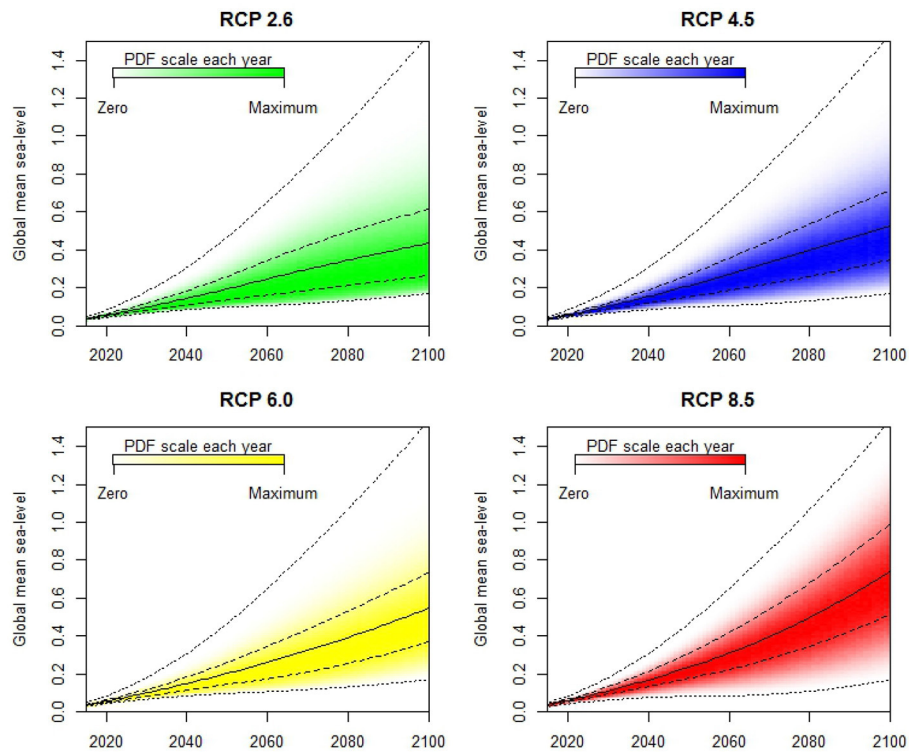 RCP 2.6
PDF scale each year
Zero Maximum
Global mean sea-level
0.0 0.2 0.4 0.6 0.8 1.0 1.2 1.4
2020 2040 2060 2080 2100
RCP 4.5
PDF scale each year
Zero Maximum
Global mean sea-level
0.0 0.2 0.4 0.6 0.8 1.0 1.2 1.4
2020 2040 2060 2080 2100
RCP 6.0
PDF scale each year
Zero Maximum
Global mean sea-level
0.0 0.2 0.4 0.6 0.8 1.0 1.2 1.4
2020 2040 2060 2080 2100
RCP 8.5
PDF scale each year
Zero Maximum
Global mean sea-level
0.0 0.2 0.4 0.6 0.8 1.0 1.2 1.4
2020 2040 2060 2080 2100